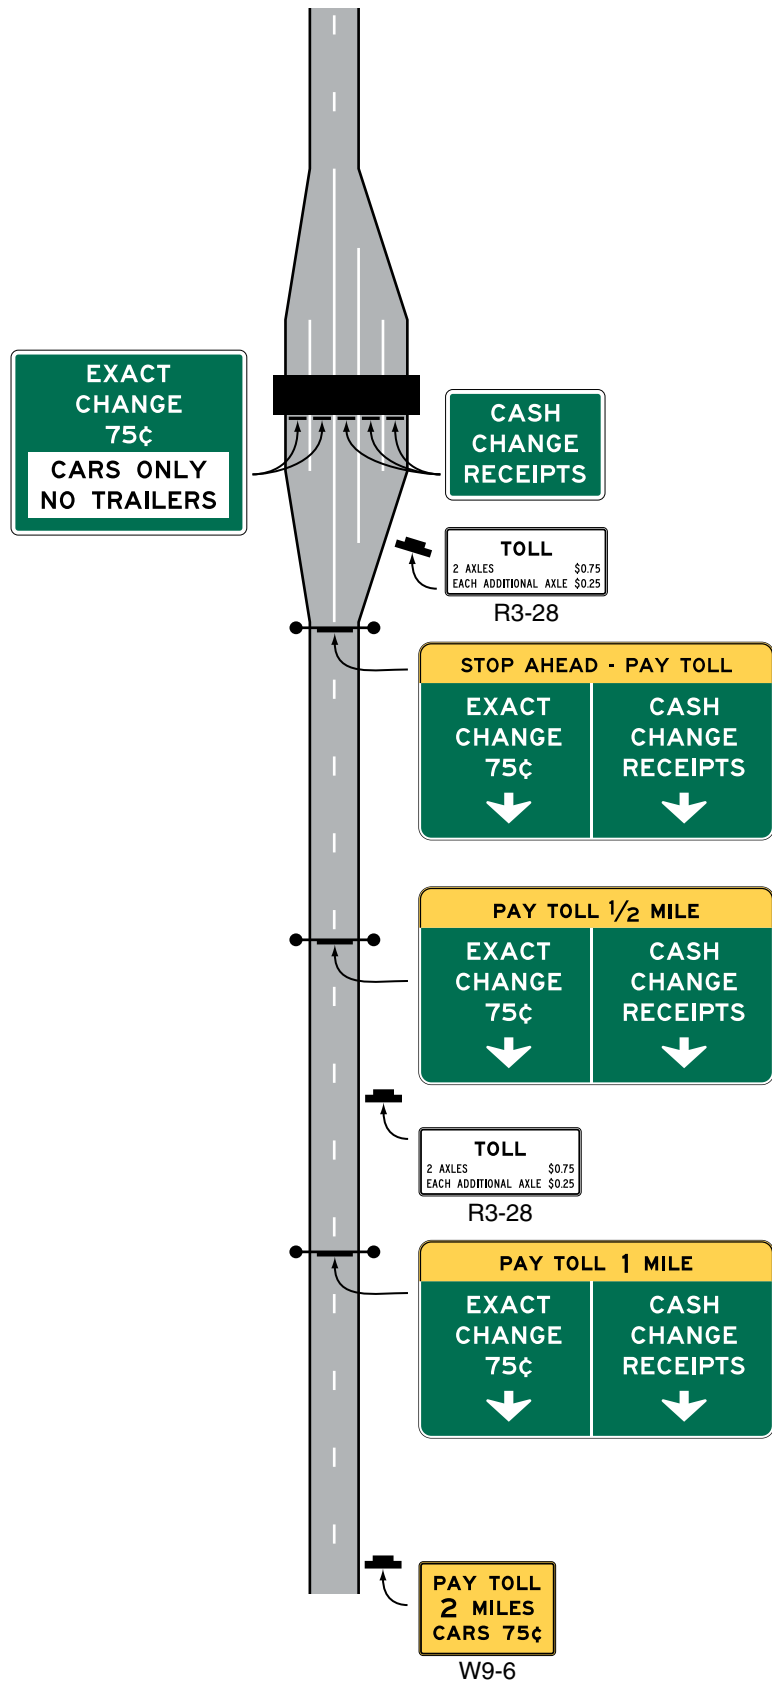 EXACT
CHANGE
75¢
CARS ONLY
NO TRAILERS
CASH
CHANGE
RECEIPTS
TOLL
2 AXLES $0.75
EACH ADDITIONAL AXLE $0.25
R3-28
STOP AHEAD - PAY TOLL
EXACT
CHANGE
75¢
CASH
CHANGE
RECEIPTS
PAY TOLL 1/2 MILE
EXACT
CHANGE
75¢
CASH
CHANGE
RECEIPTS
TOLL
2 AXLES $0.75
EACH ADDITIONAL AXLE $0.25
R3-28
PAY TOLL 1 MILE
EXACT
CHANGE
75¢
CASH
CHANGE
RECEIPTS
PAY TOLL
2 MILES
CARS 75¢
W9-6